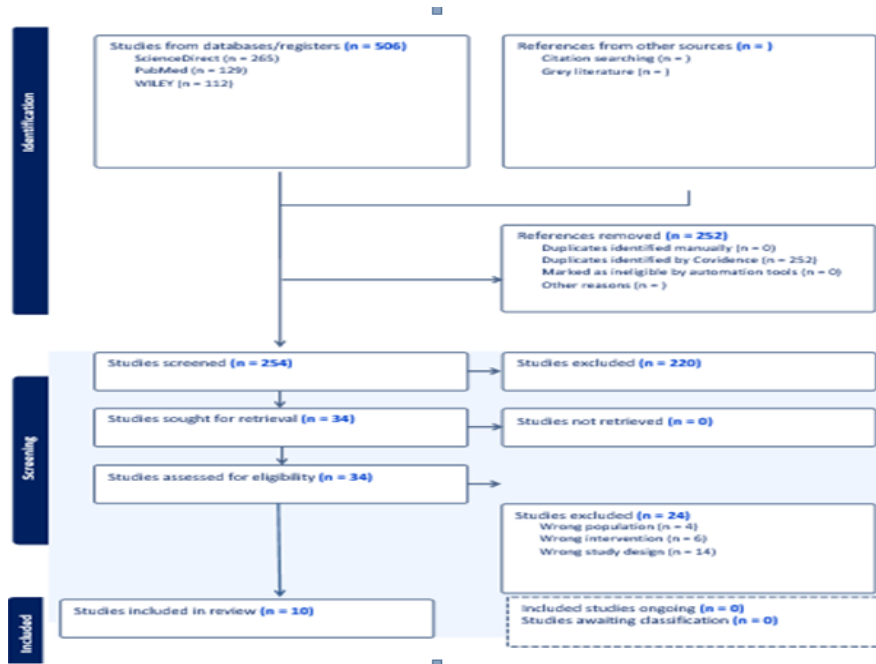 Identification
Studies from databases/registers (n = 506)
ScienceDirect (n = 265)
PubMed (n = 129)
WILEY (n = 112)
References from other sources (n = )
Citation searching (n = )
Grey literature (n = )
References removed (n = 252)
Duplicates identified manually (n = 0)
Duplicates identified by Covidence (n = 252)
Marked as ineligible by automation tools (n = 0)
Other reasons (n = )
Screening
Studies screened (n = 254)
Studies excluded (n = 220)
Studies sought for retrieval (n = 34)
Studies not retrieved (n = 0)
Studies assessed for eligibility (n = 34)
Studies excluded (n = 24)
Wrong population (n = 4)
Wrong intervention (n = 6)
Wrong study design (n = 14)
Included
Studies included in review (n = 10)
Included studies ongoing (n = 0)
Studies awaiting classification (n = 0)